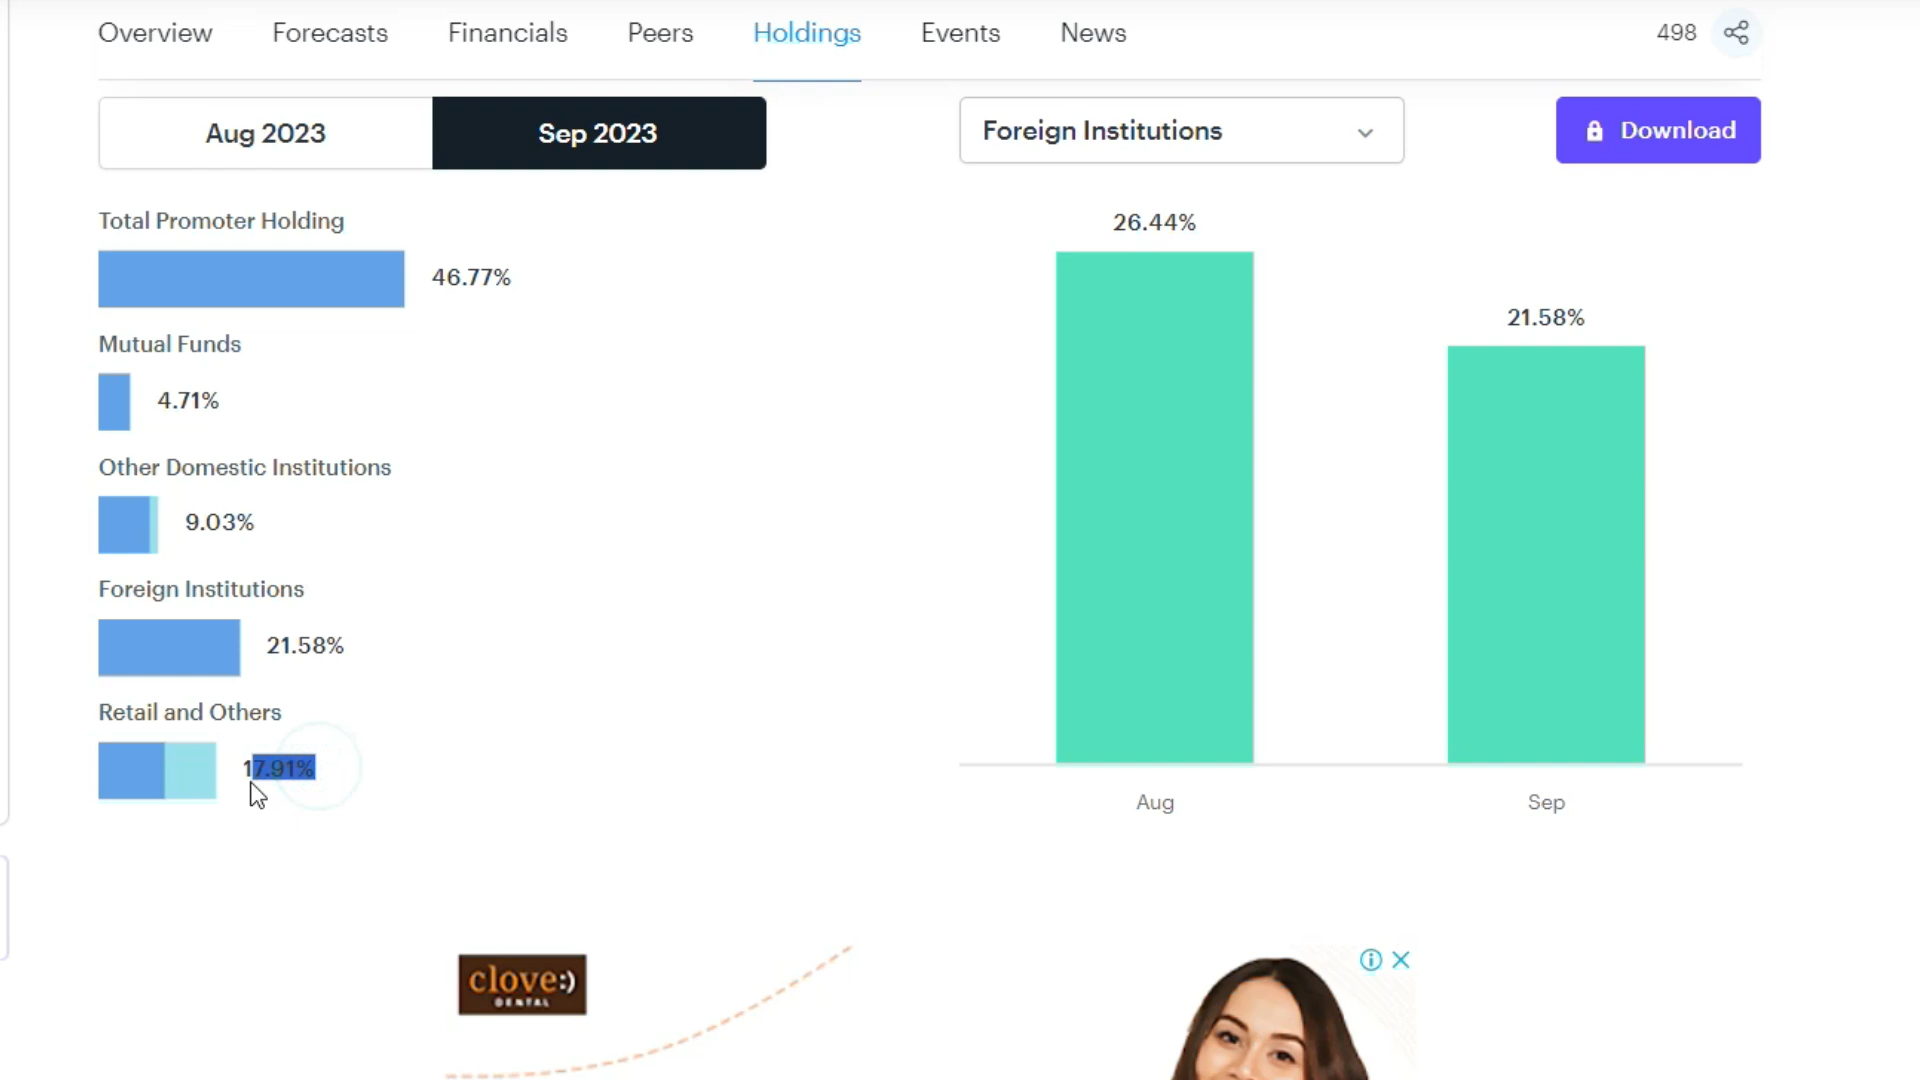 Overview Forecasts Financials Peers Holdings Events News 498
Aug 2023 Sep 2023 Foreign Institutions Download
Total Promoter Holding
46.77%
Mutual Funds
4.71%
Other Domestic Institutions
9.03%
Foreign Institutions
21.58%
Retail and Others
17.91%
26.44%
21.58%
Aug Sep
clove:)
DENTAL